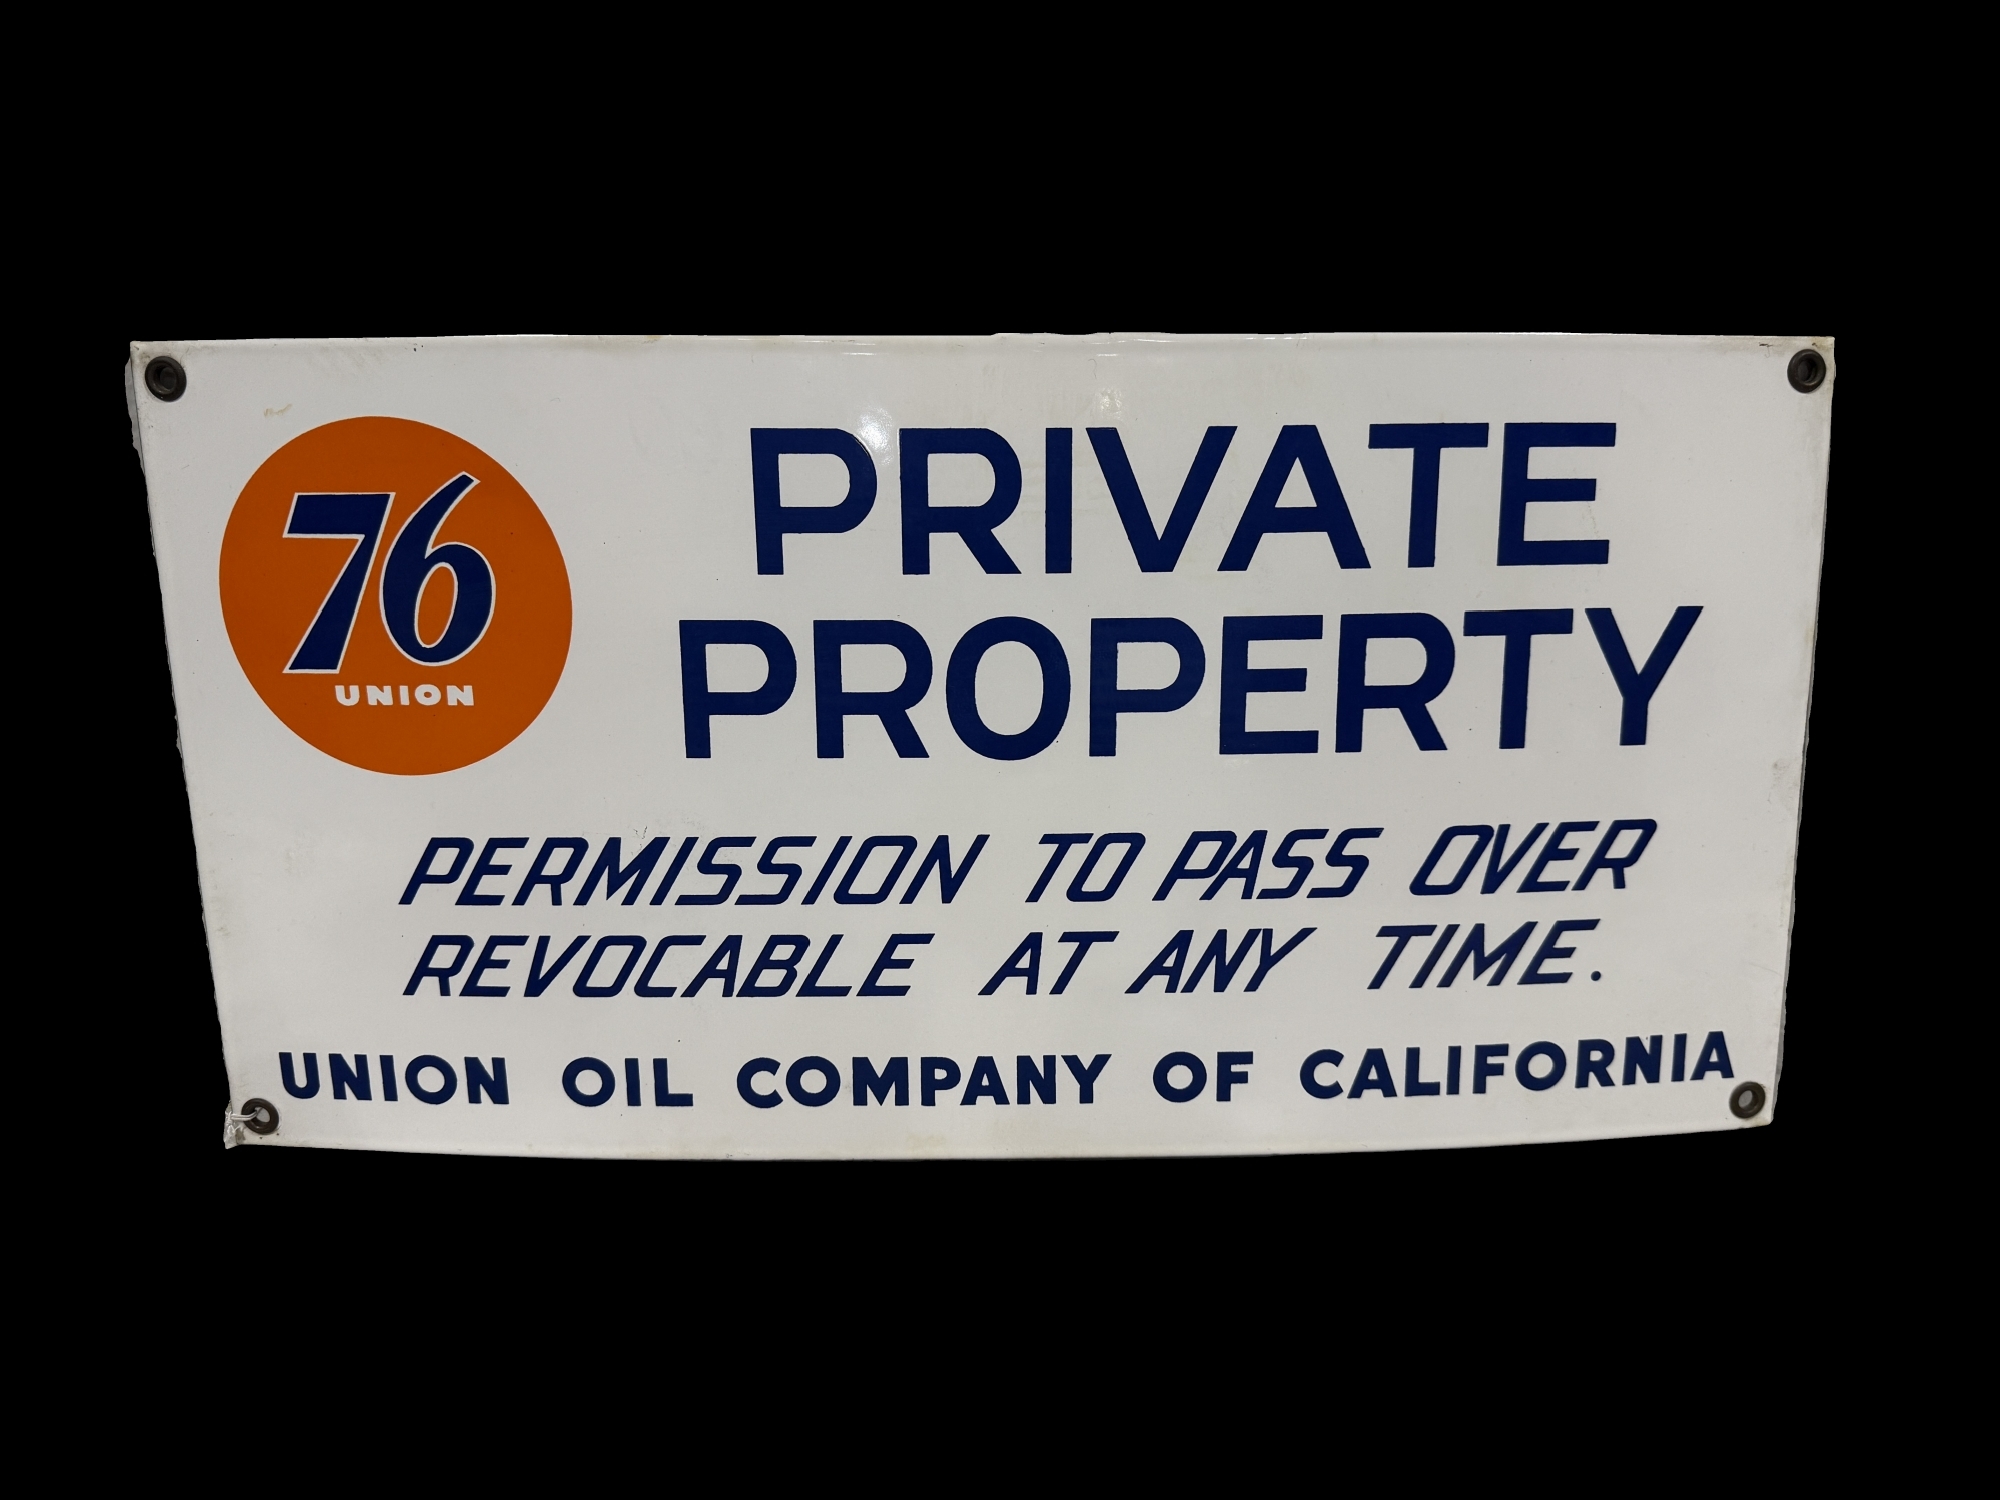 76
UNION
PRIVATE
PROPERTY
PERMISSION TO PASS OVER
REVOCABLE AT ANY TIME.
UNION OIL COMPANY OF CALIFORNIA